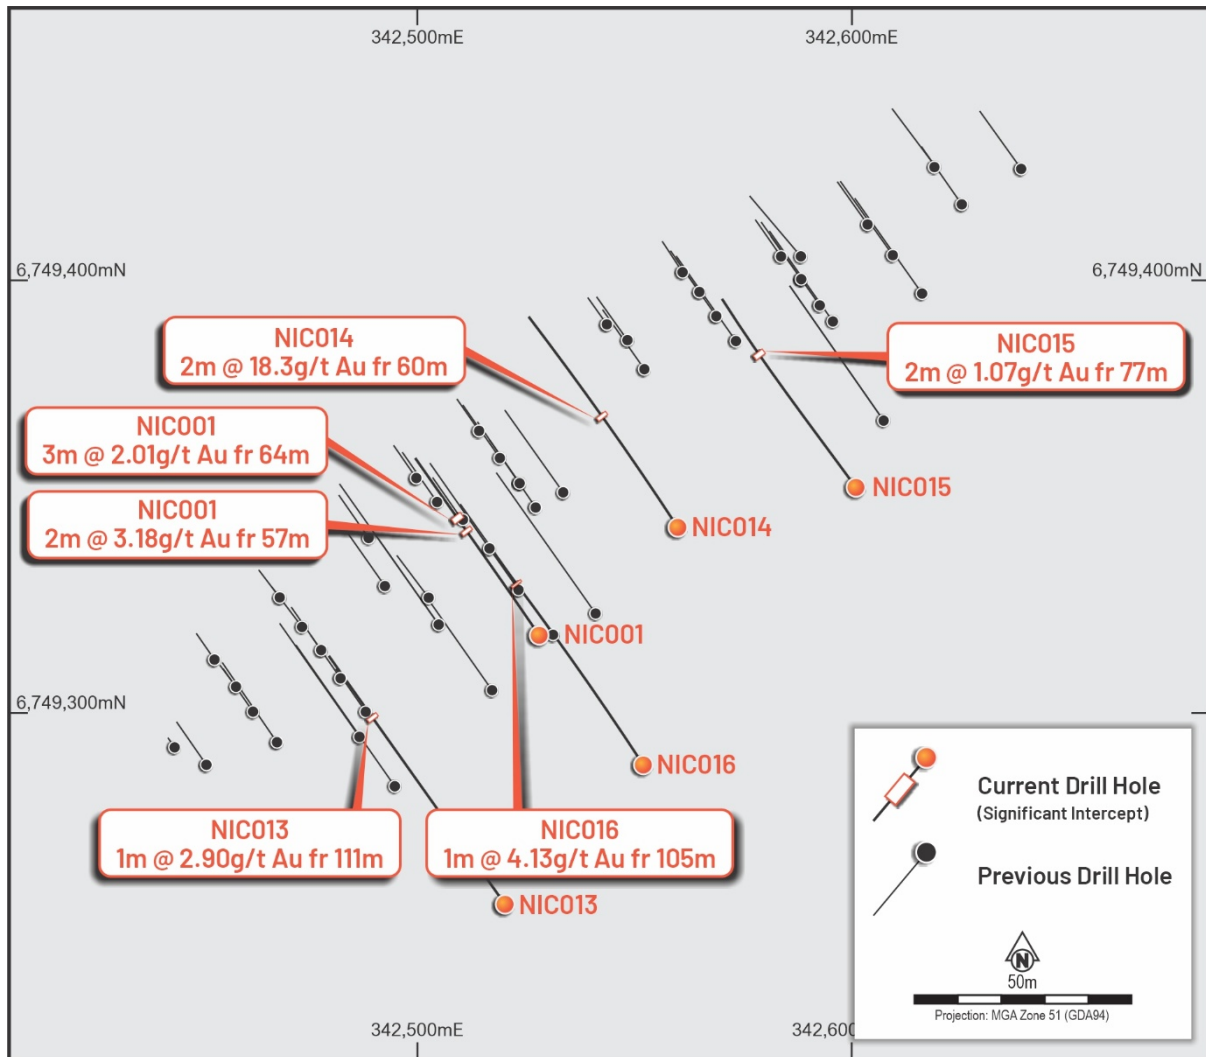 342,500mE
342,600mE
6,749,400mN
6,749,400mN
NIC014
2m @ 18.3g/t Au fr 60m
NIC015
2m @ 1.07g/t Au fr 77m
NIC001
3m @ 2.01g/t Au fr 64m
NIC015
NIC001
2m @ 3.18g/t Au fr 57m
NIC014
NIC001
6,749,300mN
NIC016
Current Drill Hole
(Significant Intercept)
NIC013
1m @ 2.90g/t Au fr 111m
NIC016
1m @ 4.13g/t Au fr 105m
Previous Drill Hole
NIC013
N
50m
Projection: MGA Zone 51 (GDA94)
342,500mE
342,600